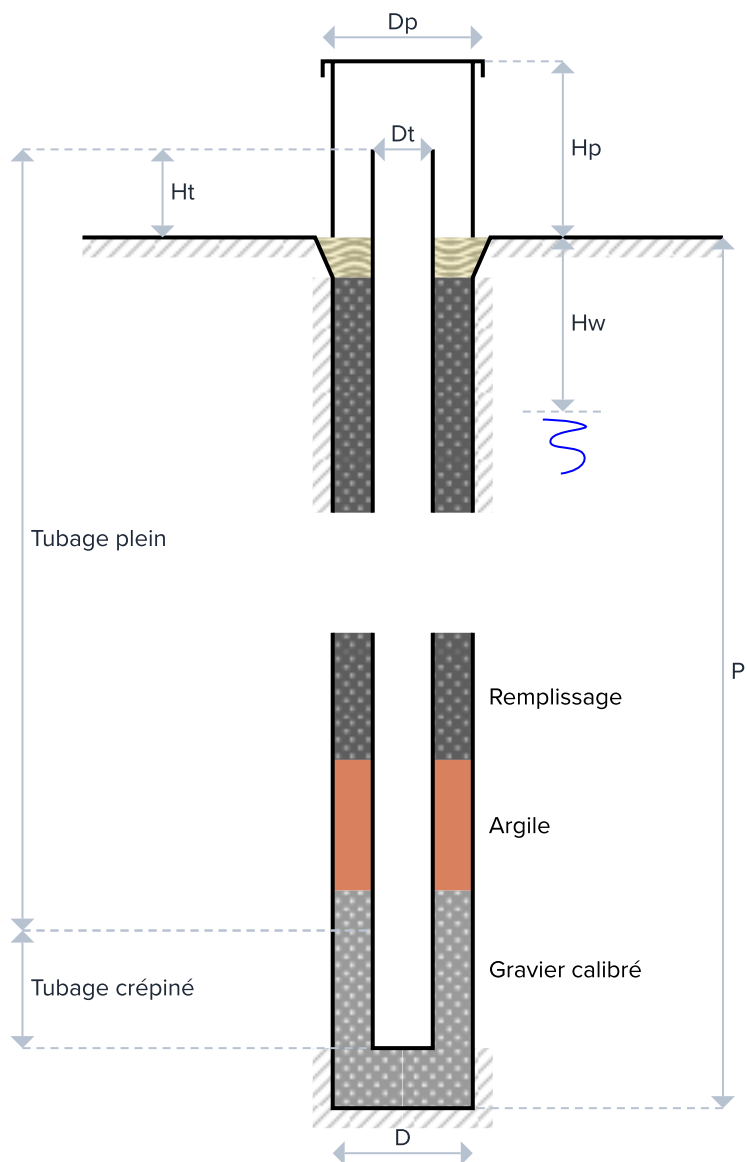 Dp
Dt
Hp
Ht
Hw
Tubage plein
P
Remplissage
Argile
Gravier calibré
Tubage crépiné
D